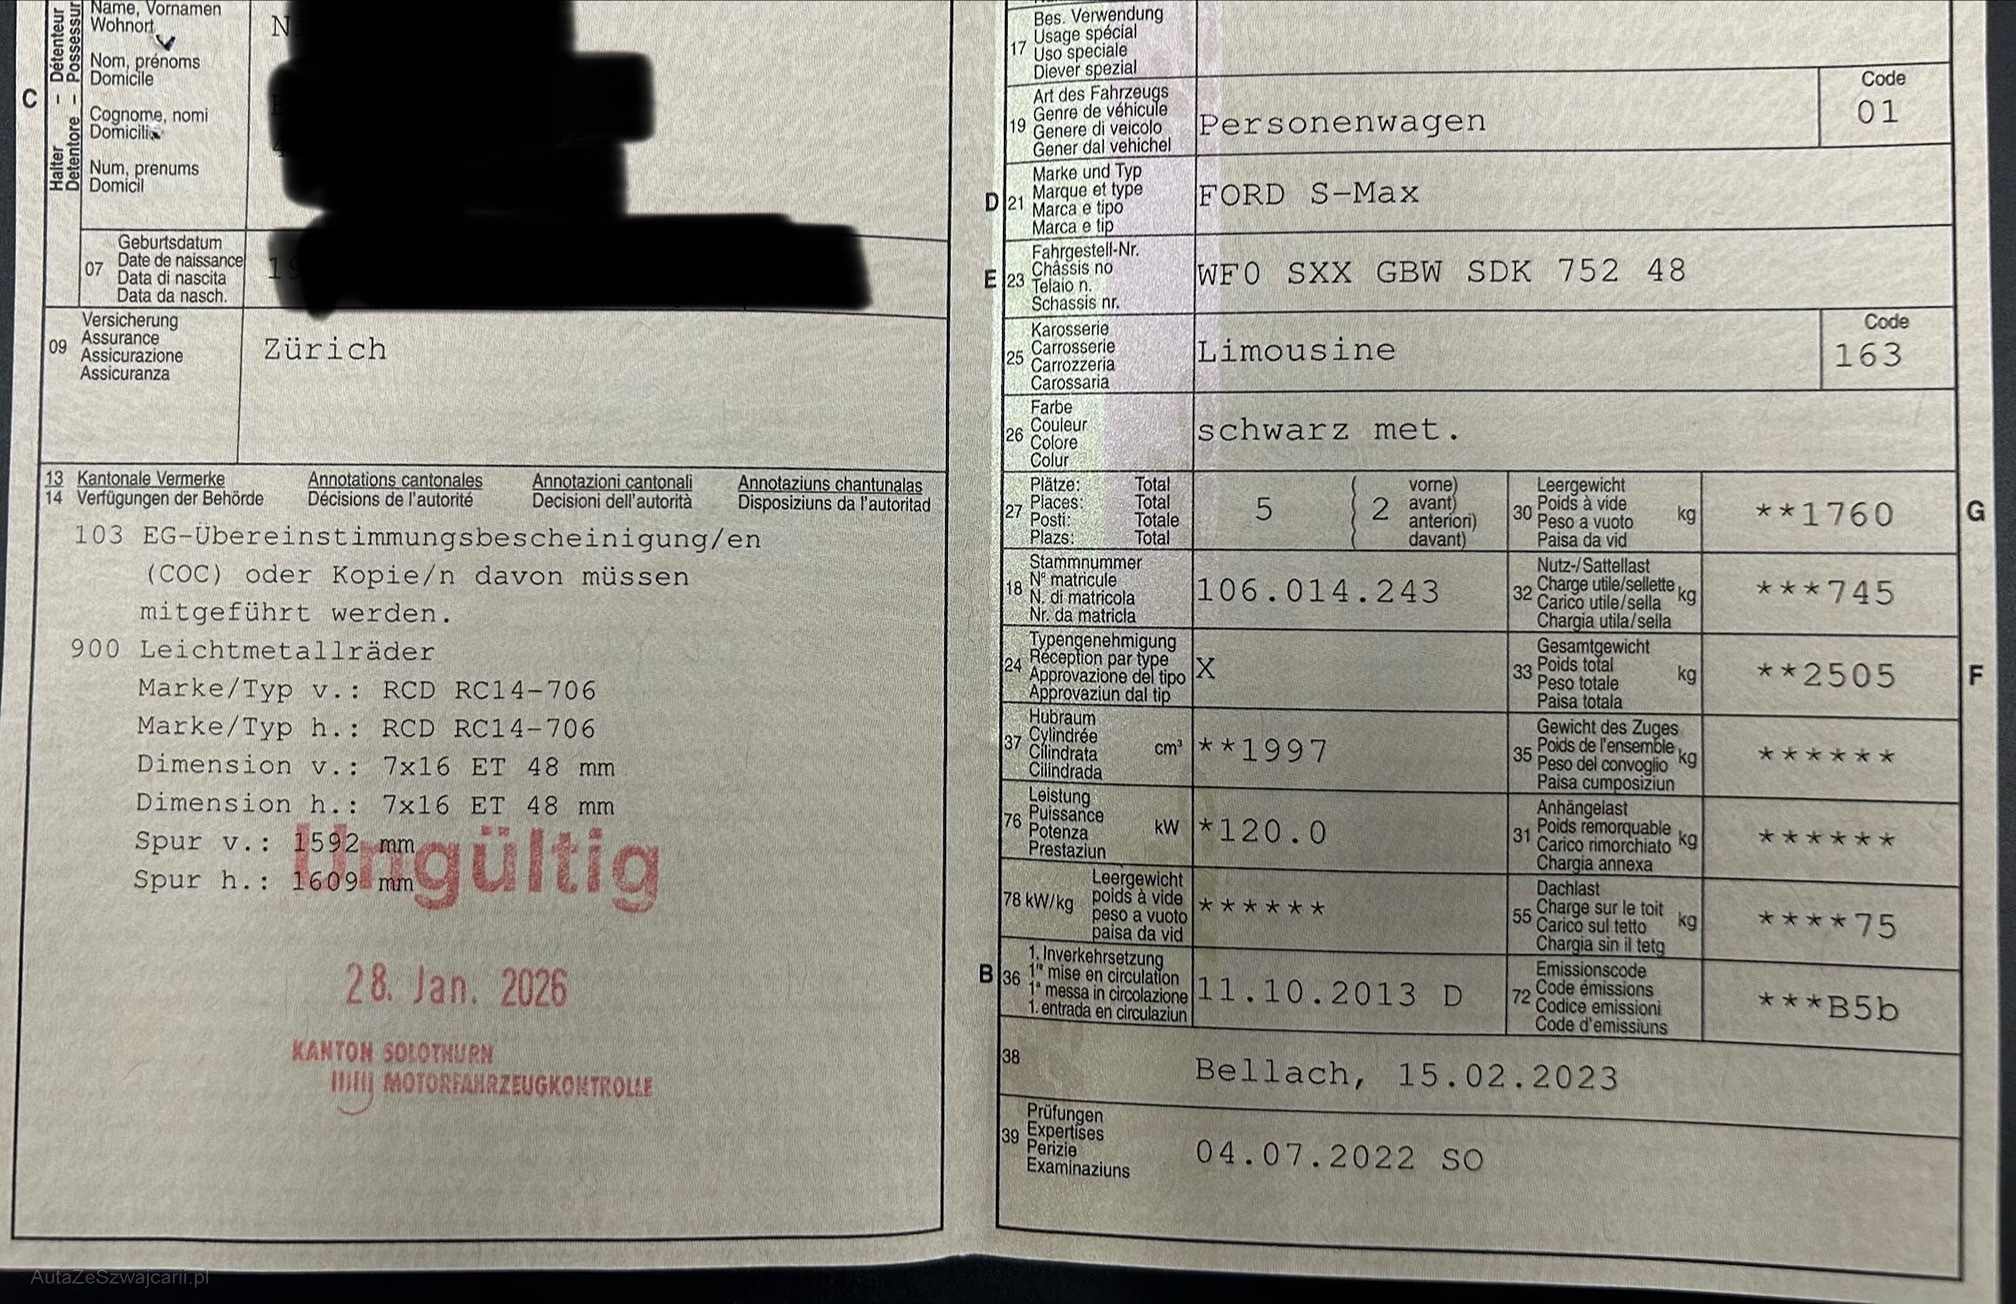 C
Halter – Détenteur
Detentore – Possessur
Name, Vornamen
Wohnort
Nom, prénoms
Domicile
Cognome, nomi
Domicilio
Num, prenums
Domicil
07
Geburtsdatum
Date de naissance
Data di nascita
Data da nasch.
09
Versicherung
Assurance
Assicurazione
Assicuranza
Zürich
13 Kantonale Vermerke Annotations cantonales Annotazioni cantonali Annotaziuns chantunalas
14 Verfügungen der Behörde Décisions de l'autorité Decisioni dell'autorità Disposiziuns da l'autoritad
103 EG-Übereinstimmungsbescheinigung/en
(COC) oder Kopie/n davon müssen
mitgeführt werden.
900 Leichtmetallräder
Marke/Typ v.: RCD RC14-706
Marke/Typ h.: RCD RC14-706
Dimension v.: 7x16 ET 48 mm
Dimension h.: 7x16 ET 48 mm
Spur v.: 1592 mm
Spur h.: 1609 mm
Ungültig
28. Jan. 2026
KANTON SOLOTHURN
MOTORFAHRZEUGKONTROLLE
17
Bes. Verwendung
Usage spécial
Uso speciale
Diever spezial
19
Art des Fahrzeugs
Genre de véhicule
Genere di veicolo
Gener dal vehichel
Personenwagen
Code
01
D 21
Marke und Typ
Marque et type
Marca e tipo
Marca e tip
FORD S-Max
E 23
Fahrgestell-Nr.
Châssis no
Telaio n.
Schassis nr.
WF0 SXX GBW SDK 752 48
25
Karosserie
Carrosserie
Carrozzeria
Carossaria
Limousine
Code
163
26
Farbe
Couleur
Colore
Colur
schwarz met.
27
Plätze: Total
Places: Total
Posti: Totale
Plazs: Total
5 ( 2
vorne)
avant)
anteriori)
davant)
30
Leergewicht
Poids à vide
Peso a vuoto
Paisa da vid
kg
**1760
G
18
Stammnummer
N° matricule
N. di matricola
Nr. da matricla
106.014.243
32
Nutz-/Sattellast
Charge utile/sellette
Carico utile/sella
Chargia utila/sella
kg
***745
24
Typengenehmigung
Réception par type
Approvazione del tipo
Approvaziun dal tip
X
33
Gesamtgewicht
Poids total
Peso totale
Paisa totala
kg
**2505
F
37
Hubraum
Cylindrée
Cilindrata
Cilindrada
cm³
**1997
35
Gewicht des Zuges
Poids de l'ensemble
Peso del convoglio
Paisa cumposiziun
kg
******
76
Leistung
Puissance
Potenza
Prestaziun
kW
*120.0
31
Anhängelast
Poids remorquable
Carico rimorchiato
Chargia annexa
kg
******
78 kW/kg
Leergewicht
poids à vide
peso a vuoto
paisa da vid
******
55
Dachlast
Charge sur le toit
Carico sul tetto
Chargia sin il tetg
kg
****75
B 36
1. Inverkehrsetzung
1re mise en circulation
1a messa in circolazione
1. entrada en circulaziun
11.10.2013 D
72
Emissionscode
Code émissions
Codice emissioni
Code d'emissiuns
***B5b
38
Bellach, 15.02.2023
39
Prüfungen
Expertises
Perizie
Examinaziuns
04.07.2022 SO
AutaZeSzwajcarii.pl